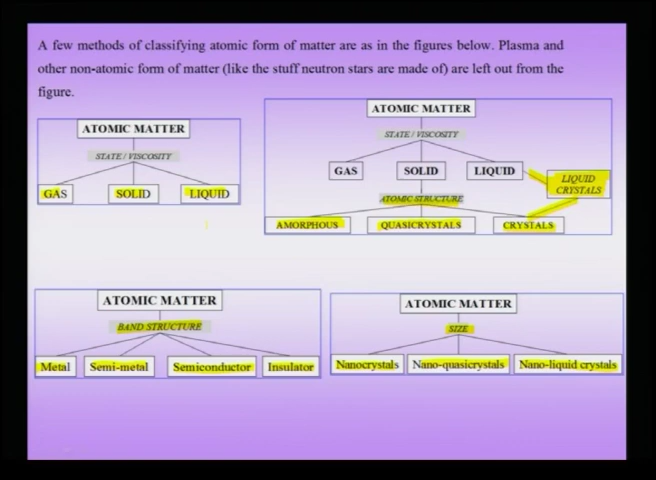 A few methods of classifying atomic form of matter are as in the figures below. Plasma and
other non-atomic form of matter (like the stuff neutron stars are made of) are left out from the
figure.
ATOMIC MATTER
STATE / VISCOSITY
GAS SOLID LIQUID
ATOMIC MATTER
STATE / VISCOSITY
GAS SOLID LIQUID
LIQUID
CRYSTALS
ATOMIC STRUCTURE
AMORPHOUS QUASICRYSTALS CRYSTALS
ATOMIC MATTER
BAND STRUCTURE
Metal Semi-metal Semiconductor Insulator
ATOMIC MATTER
SIZE
Nanocrystals Nano-quasicrystals Nano-liquid crystals